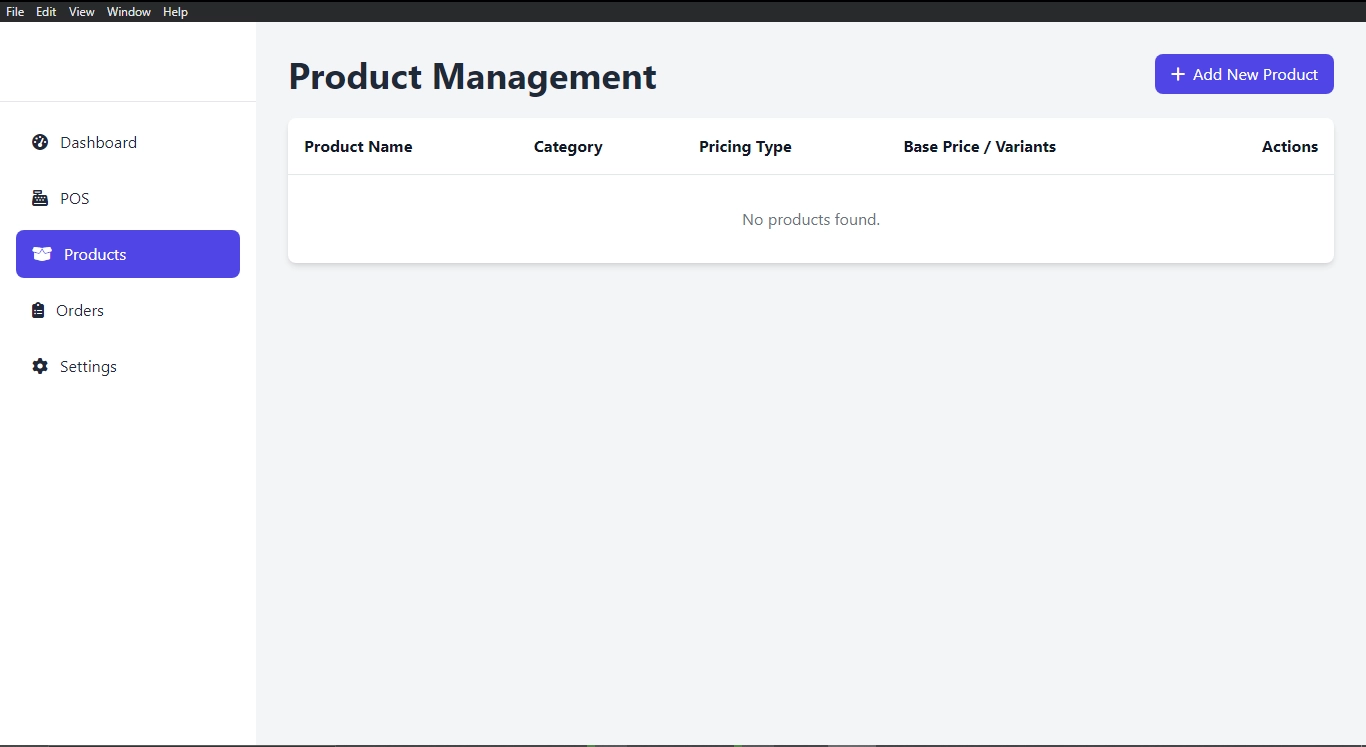 File Edit View Window Help
Product Management
+ Add New Product
Dashboard
POS
Products
Orders
Settings
Product Name Category Pricing Type Base Price / Variants Actions
No products found.